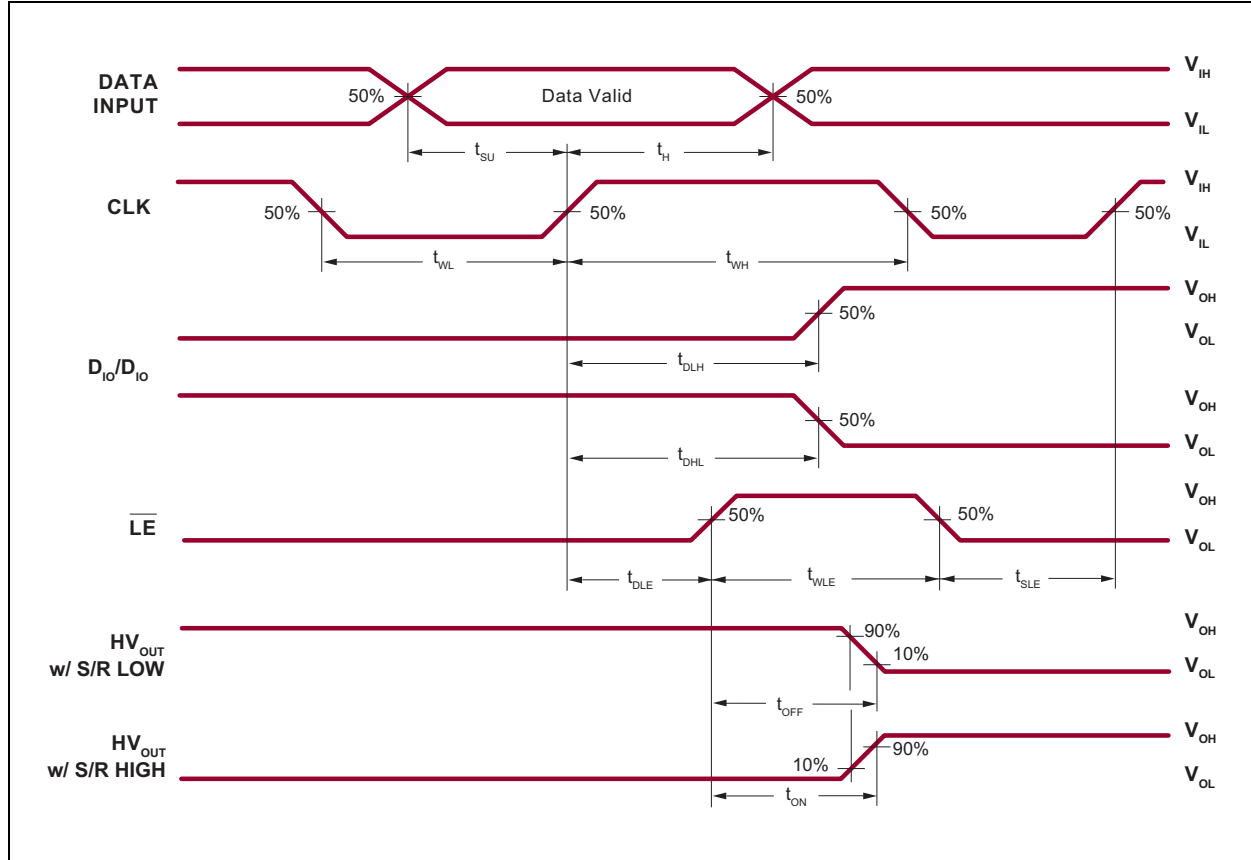 DATA
INPUT
50%
Data Valid
50%
V_IH
V_IL
t_SU
t_H
CLK
50%
50%
50%
50%
V_IH
V_IL
t_WL
t_WH
D_IO/D_IO
50%
V_OH
V_OL
t_DLH
50%
V_OH
V_OL
t_DHL
LE
50%
50%
V_OH
V_OL
t_DLE
t_WLE
t_SLE
HV_OUT
w/ S/R LOW
90%
10%
V_OH
V_OL
t_OFF
HV_OUT
w/ S/R HIGH
10%
90%
V_OH
V_OL
t_ON